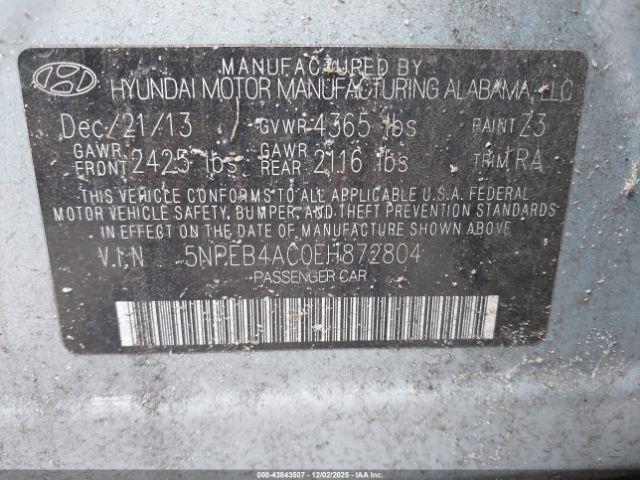 MANUFACTURED BY
HYUNDAI MOTOR MANUFACTURING ALABAMA, LLC
Dec/21/13 GVWR 4365 lbs PAINT Z3
GAWR FRONT 2425 lbs GAWR REAR 2116 lbs TRIM RA
THIS VEHICLE CONFORMS TO ALL APPLICABLE U.S.A. FEDERAL
MOTOR VEHICLE SAFETY, BUMPER, AND THEFT PREVENTION STANDARDS
IN EFFECT ON THE DATE OF MANUFACTURE SHOWN ABOVE.
V.I.N 5NPEB4AC0EH872804
PASSENGER CAR
000-43843507 - 12/02/2025 - IAAI.COM